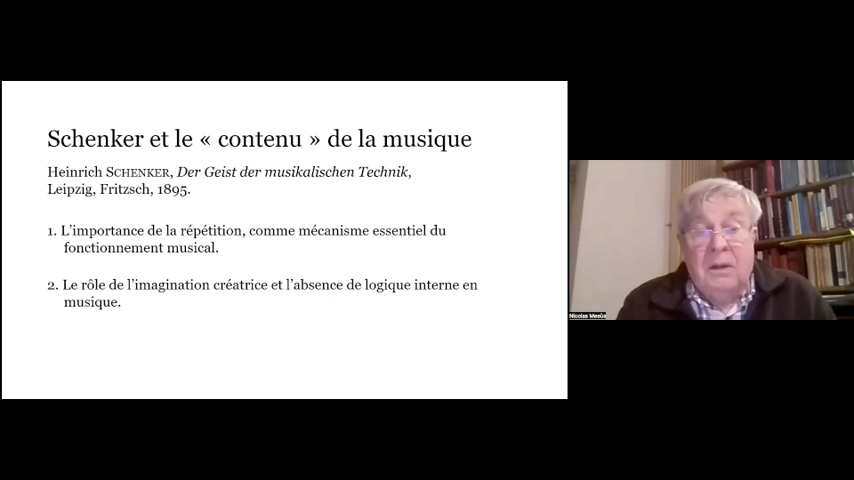 Schenker et le « contenu » de la musique
Heinrich SCHENKER, Der Geist der musikalischen Technik,
Leipzig, Fritzsch, 1895.
1. L’importance de la répétition, comme mécanisme essentiel du
fonctionnement musical.
2. Le rôle de l’imagination créatrice et l’absence de logique interne en
musique.
Nicolas Meeùs